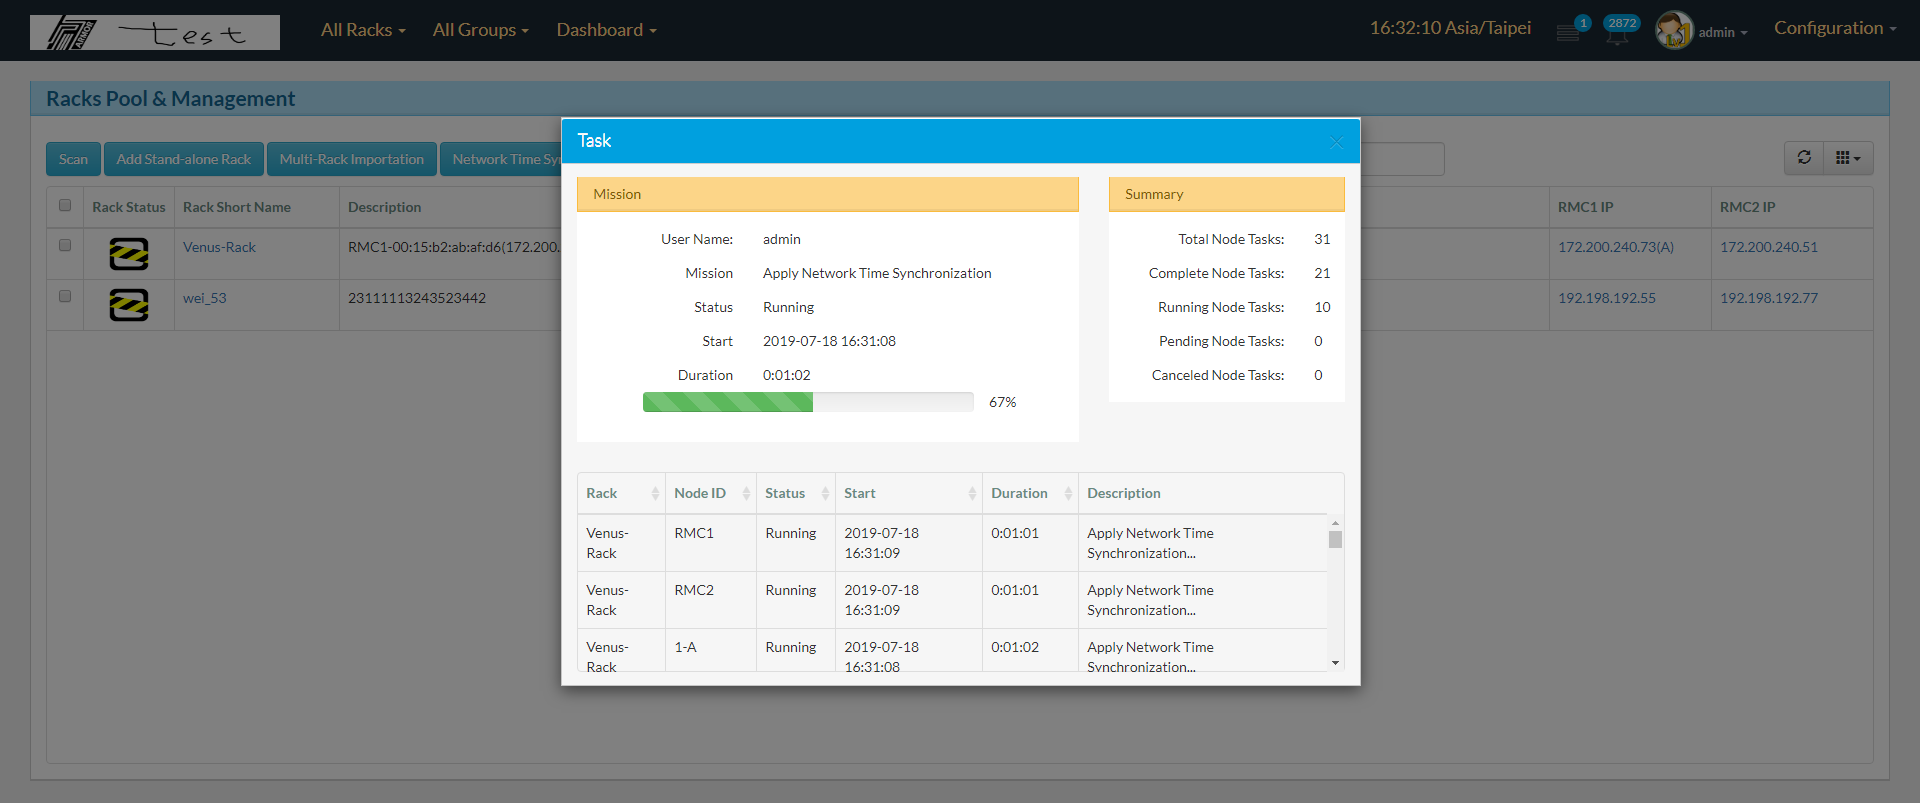 ARMOR test All Racks All Groups Dashboard 16:32:10 Asia/Taipei 1 2872 admin Configuration
Racks Pool & Management
Scan Add Stand-alone Rack Multi-Rack Importation Network Time Sy
Rack Status Rack Short Name Description RMC1 IP RMC2 IP
Venus-Rack RMC1-00:15:b2:ab:af:d6(172.200. 172.200.240.73(A) 172.200.240.51
wei_53 23111113243523442 192.198.192.55 192.198.192.77
Task
Mission
User Name: admin
Mission Apply Network Time Synchronization
Status Running
Start 2019-07-18 16:31:08
Duration 0:01:02
67%
Summary
Total Node Tasks: 31
Complete Node Tasks: 21
Running Node Tasks: 10
Pending Node Tasks: 0
Canceled Node Tasks: 0
Rack Node ID Status Start Duration Description
Venus-Rack RMC1 Running 2019-07-18 16:31:09 0:01:01 Apply Network Time Synchronization...
Venus-Rack RMC2 Running 2019-07-18 16:31:09 0:01:01 Apply Network Time Synchronization...
Venus-Rack 1-A Running 2019-07-18 16:31:08 0:01:02 Apply Network Time Synchronization...